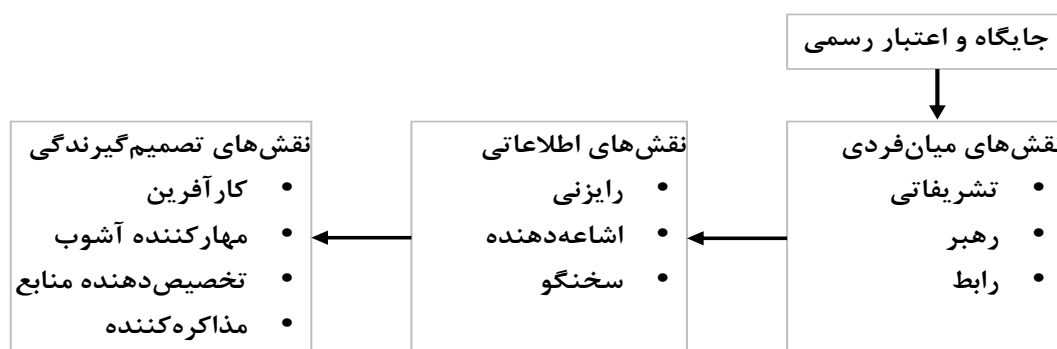 جایگاه و اعتبار رسمی
نقش‌های میان‌فردی
• تشریفاتی
• رهبر
• رابط
نقش‌های اطلاعاتی
• رایزنی
• اشاعه‌دهنده
• سخنگو
نقش‌های تصمیم‌گیرندگی
• کارآفرین
• مهارکننده آشوب
• تخصیص‌دهنده منابع
• مذاکره‌کننده